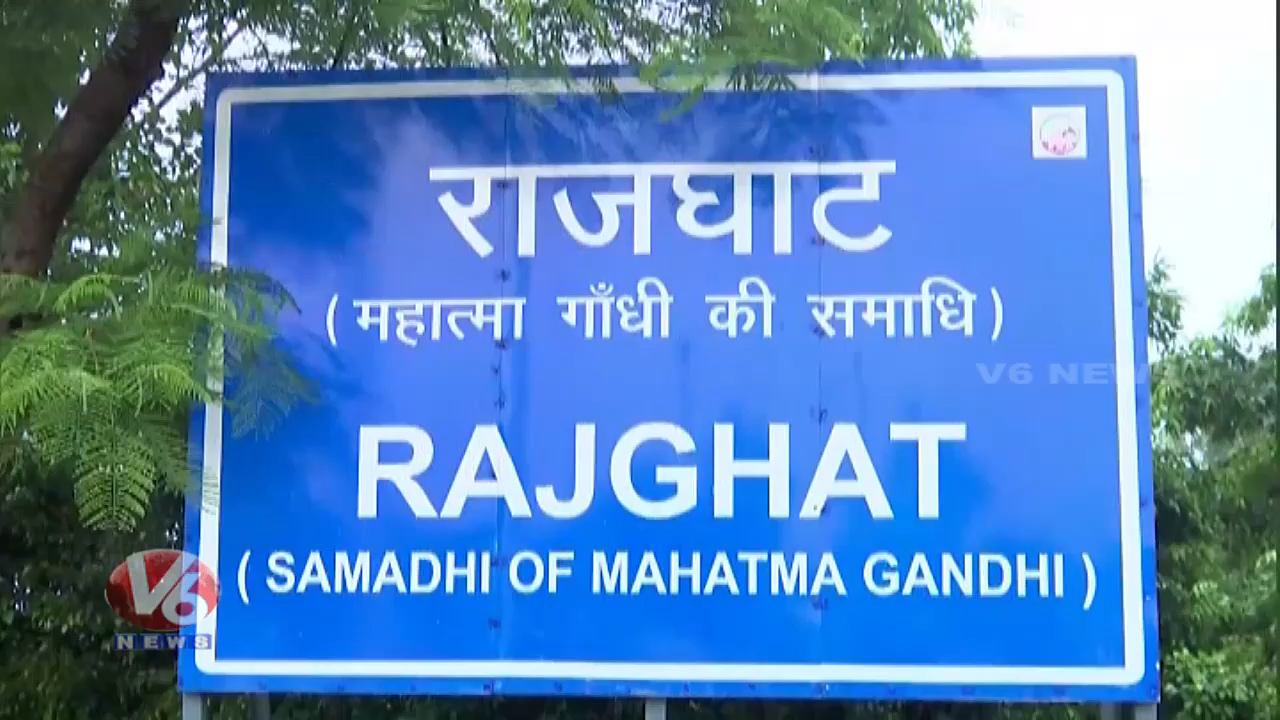 राजघाट
( महात्मा गाँधी की समाधि )
V6 NEWS
RAJGHAT
( SAMADHI OF MAHATMA GANDHI )
V6
NEWS